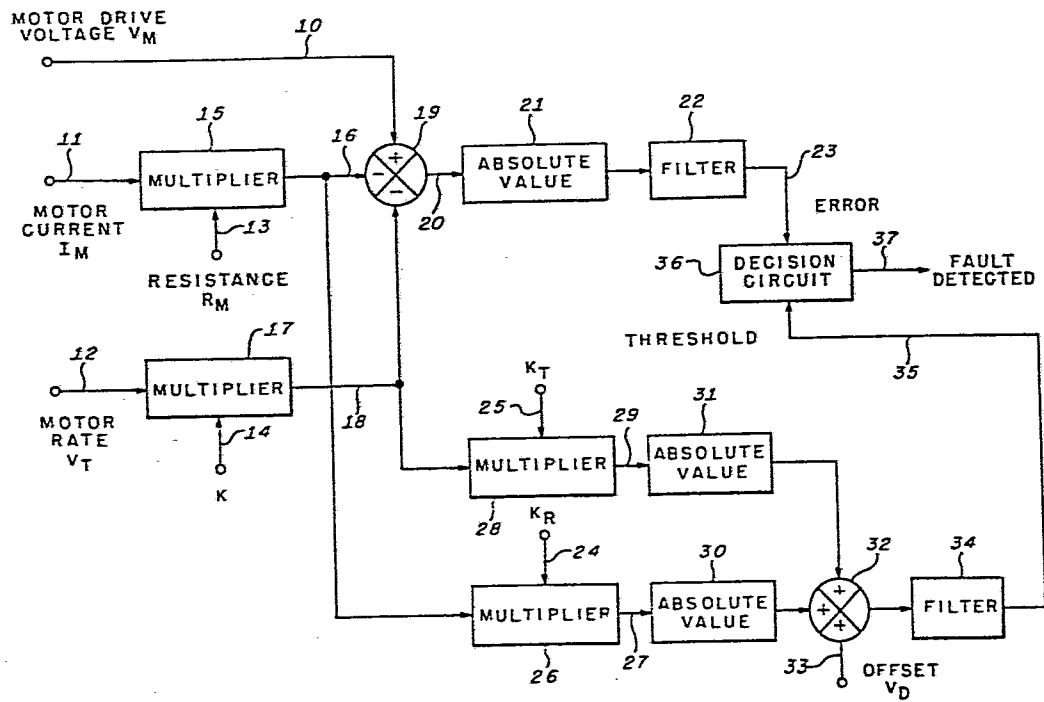 MOTOR DRIVE
VOLTAGE VM
10
11
MOTOR
CURRENT
IM
15
MULTIPLIER
13
RESISTANCE
RM
16
19
+
-
-
20
21
ABSOLUTE
VALUE
22
FILTER
23
ERROR
36
DECISION
CIRCUIT
37
FAULT
DETECTED
THRESHOLD
35
12
MOTOR
RATE
VT
17
MULTIPLIER
14
K
18
KT
25
MULTIPLIER
28
29
31
ABSOLUTE
VALUE
KR
24
MULTIPLIER
26
27
30
ABSOLUTE
VALUE
32
+
+
+
33
OFFSET
VD
34
FILTER